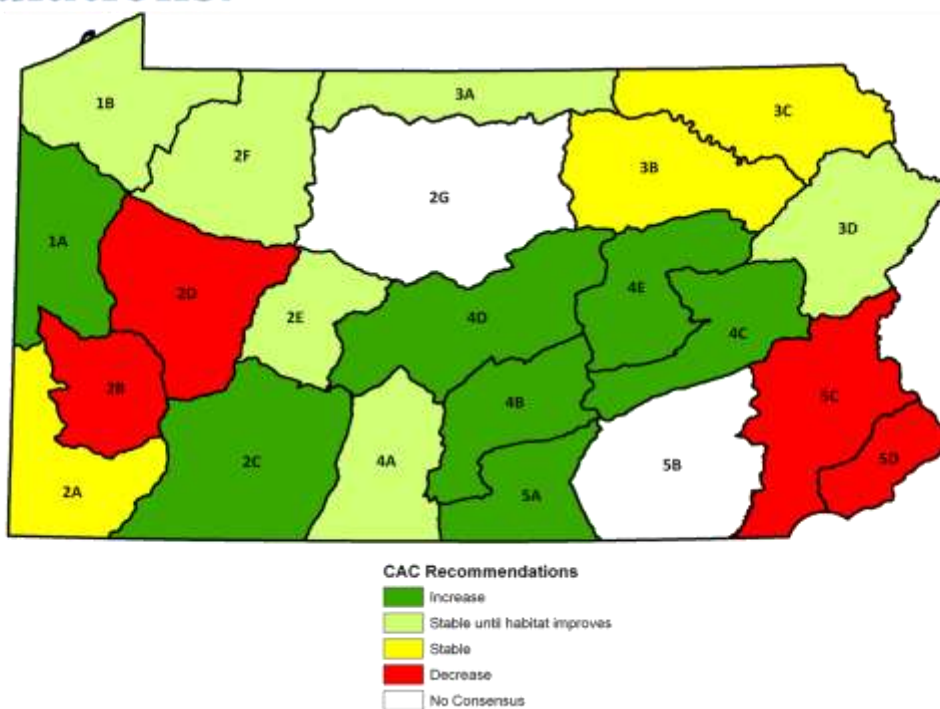 1B
2F
3A
3C
3B
2G
1A
3D
2D
4E
2E
4D
4C
2B
4B
5C
2C
4A
5B
5D
2A
5A
CAC Recommendations
Increase
Stable until habitat improves
Stable
Decrease
No Consensus